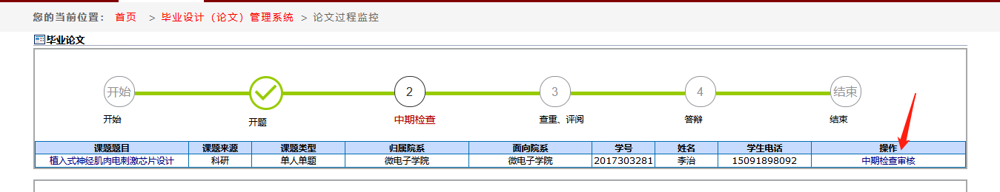 您的当前位置： 首页 > 毕业设计（论文）管理系统 > 论文过程监控
毕业论文
开始 2 3 4 结束
开始 开题 中期检查 查重、评阅 答辩 结束
课题题目 课题来源 课题类型 归属院系 面向院系 学号 姓名 学生电话 操作
植入式神经肌肉电刺激芯片设计 科研 单人单题 微电子学院 微电子学院 2017303281 李治 15091898092 中期检查审核